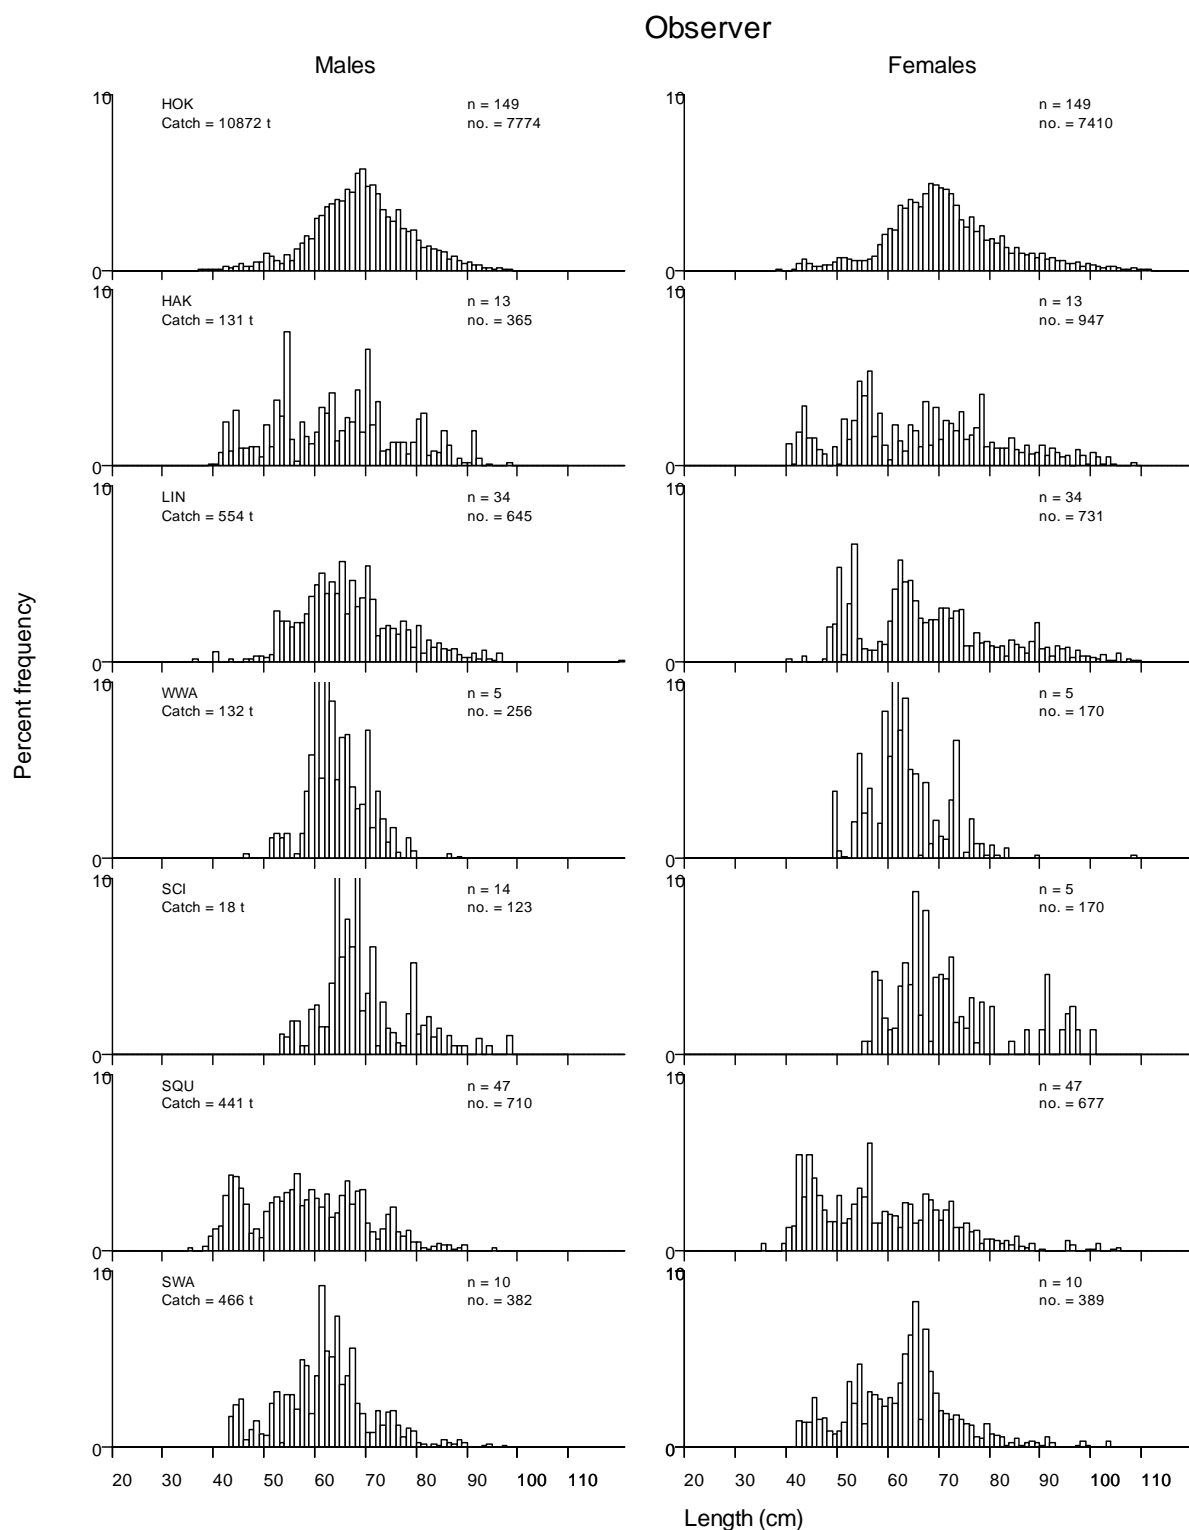 Observer
Males Females
10 HOK n = 149 10 n = 149
Catch = 10872 t no. = 7774 no. = 7410
0 0
10 HAK n = 13 10 n = 13
Catch = 131 t no. = 365 no. = 947
0 0
10 LIN n = 34 10 n = 34
Catch = 554 t no. = 645 no. = 731
0 0
Percent frequency
10 WWA n = 5 10 n = 5
Catch = 132 t no. = 256 no. = 170
0 0
10 SCI n = 14 10 n = 5
Catch = 18 t no. = 123 no. = 170
0 0
10 SQU n = 47 10 n = 47
Catch = 441 t no. = 710 no. = 677
0 0
10 SWA n = 10 10 n = 10
Catch = 466 t no. = 382 no. = 389
0 0
20 30 40 50 60 70 80 90 100 110 20 30 40 50 60 70 80 90 100 110
Length (cm)